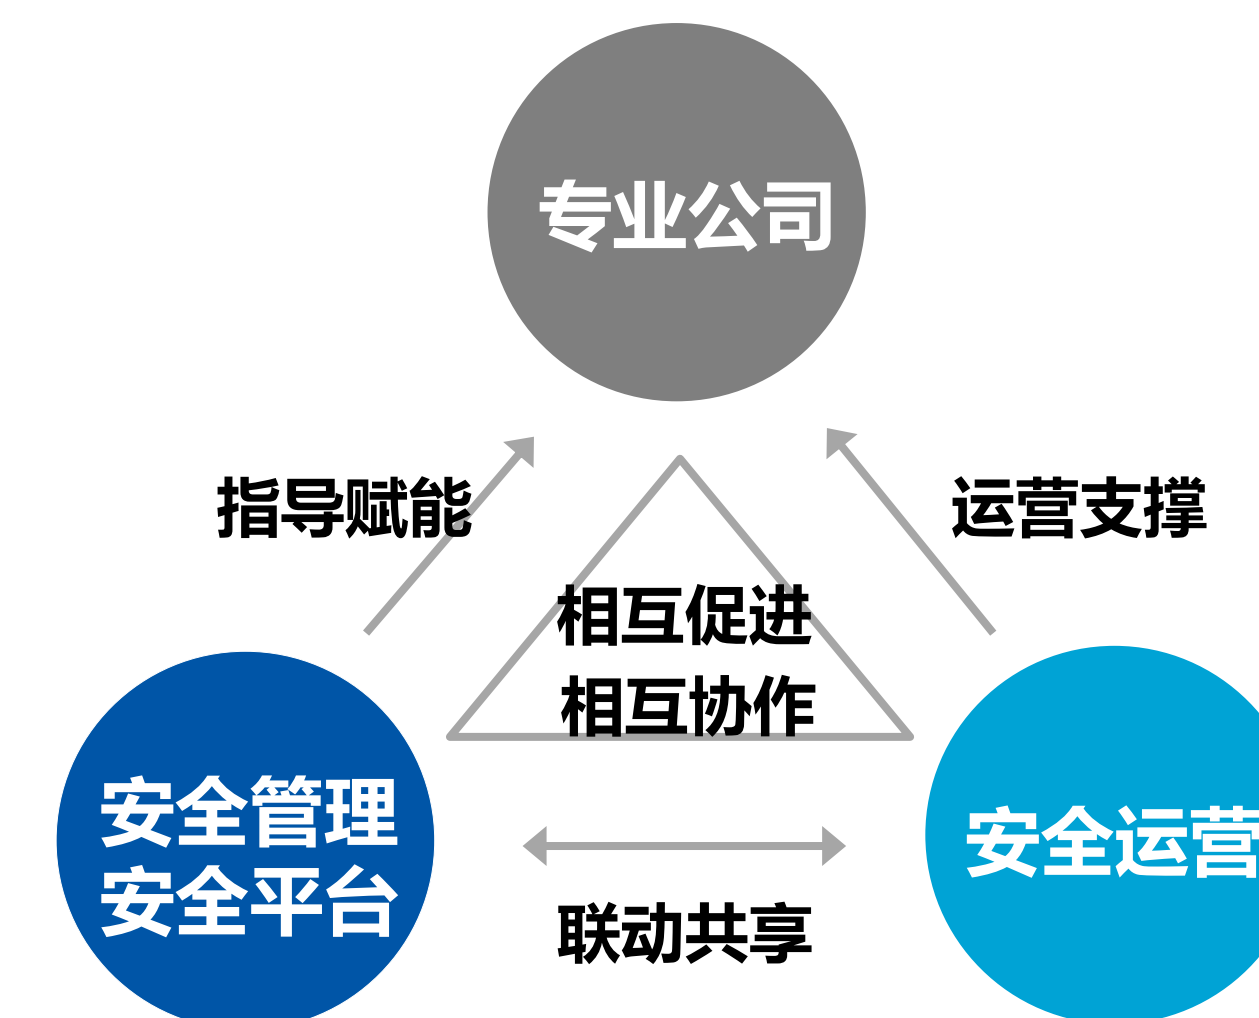 专业公司
指导赋能
运营支撑
相互促进
相互协作
安全管理
安全平台
安全运营
联动共享